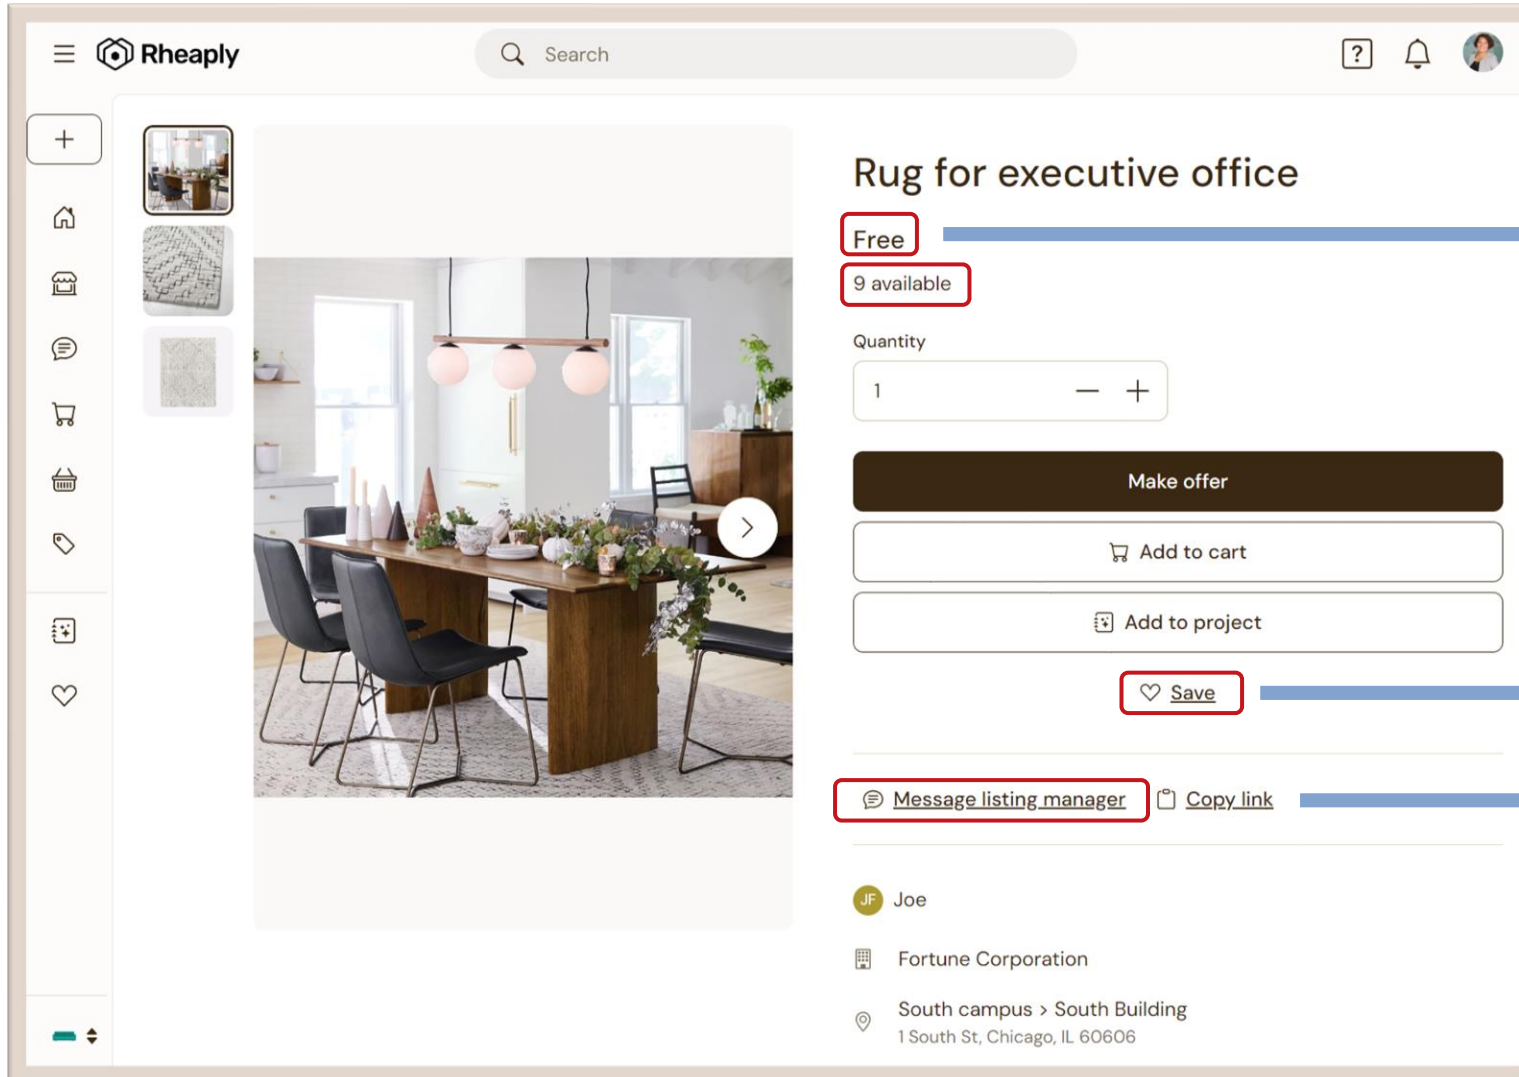 Rheaply
Search
?
Rug for executive office
Free
9 available
Quantity
1
Make offer
Add to cart
Add to project
Save
Message listing manager
Copy link
JF
Joe
Fortune Corporation
South campus > South Building
1 South St, Chicago, IL 60606